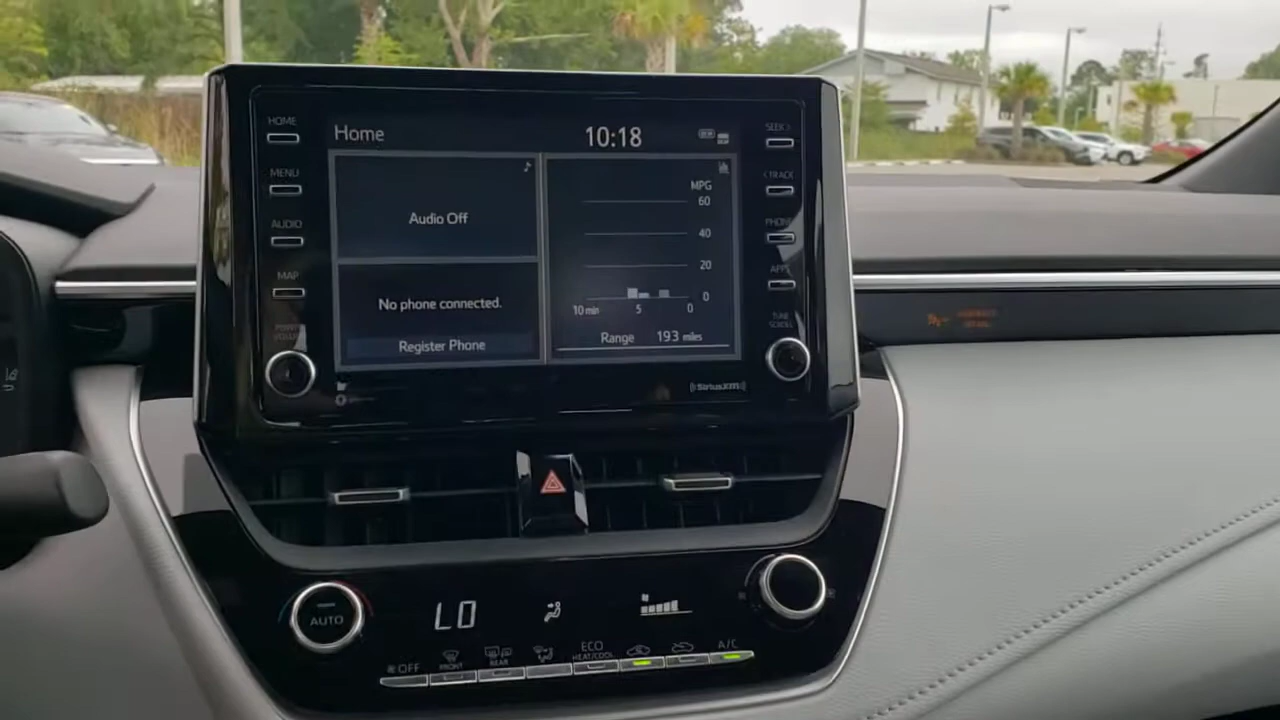 HOME
MENU
AUDIO
MAP
POWER
VOLUME
Home
10:18
Audio Off
No phone connected.
Register Phone
MPG
60
40
20
0
10 min
5
0
Range 193 miles
SEEK >
< TRACK
PHONE
APPS
TUNE
SCROLL
((SiriusXM))
AUTO
LO
OFF
FRONT
REAR
ECO
HEAT/COOL
A/C